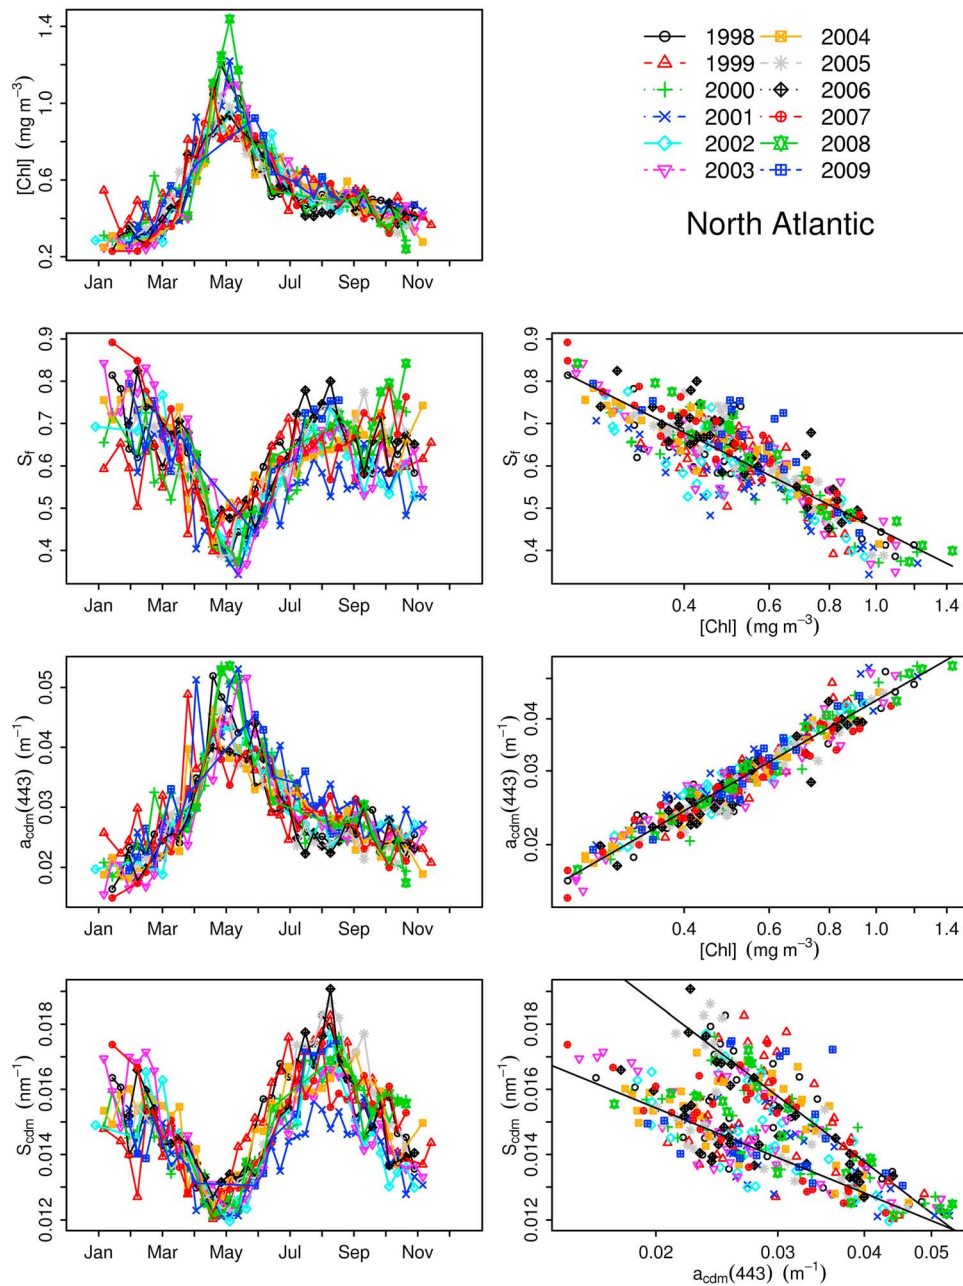 1998 2004
1999 2005
2000 2006
2001 2007
2002 2008
2003 2009
North Atlantic
[Chl] (mg m⁻³)
1.4
1.0
0.6
0.2
Jan Mar May Jul Sep Nov
S_f
0.9
0.8
0.7
0.6
0.5
0.4
Jan Mar May Jul Sep Nov
S_f
0.9
0.8
0.7
0.6
0.5
0.4
0.4 0.6 0.8 1.0 1.4
[Chl] (mg m⁻³)
a_cdm(443) (m⁻¹)
0.05
0.04
0.03
0.02
Jan Mar May Jul Sep Nov
a_cdm(443) (m⁻¹)
0.04
0.03
0.02
0.4 0.6 0.8 1.0 1.4
[Chl] (mg m⁻³)
S_cdm (nm⁻¹)
0.018
0.016
0.014
0.012
Jan Mar May Jul Sep Nov
S_cdm (nm⁻¹)
0.018
0.016
0.014
0.012
0.02 0.03 0.04 0.05
a_cdm(443) (m⁻¹)